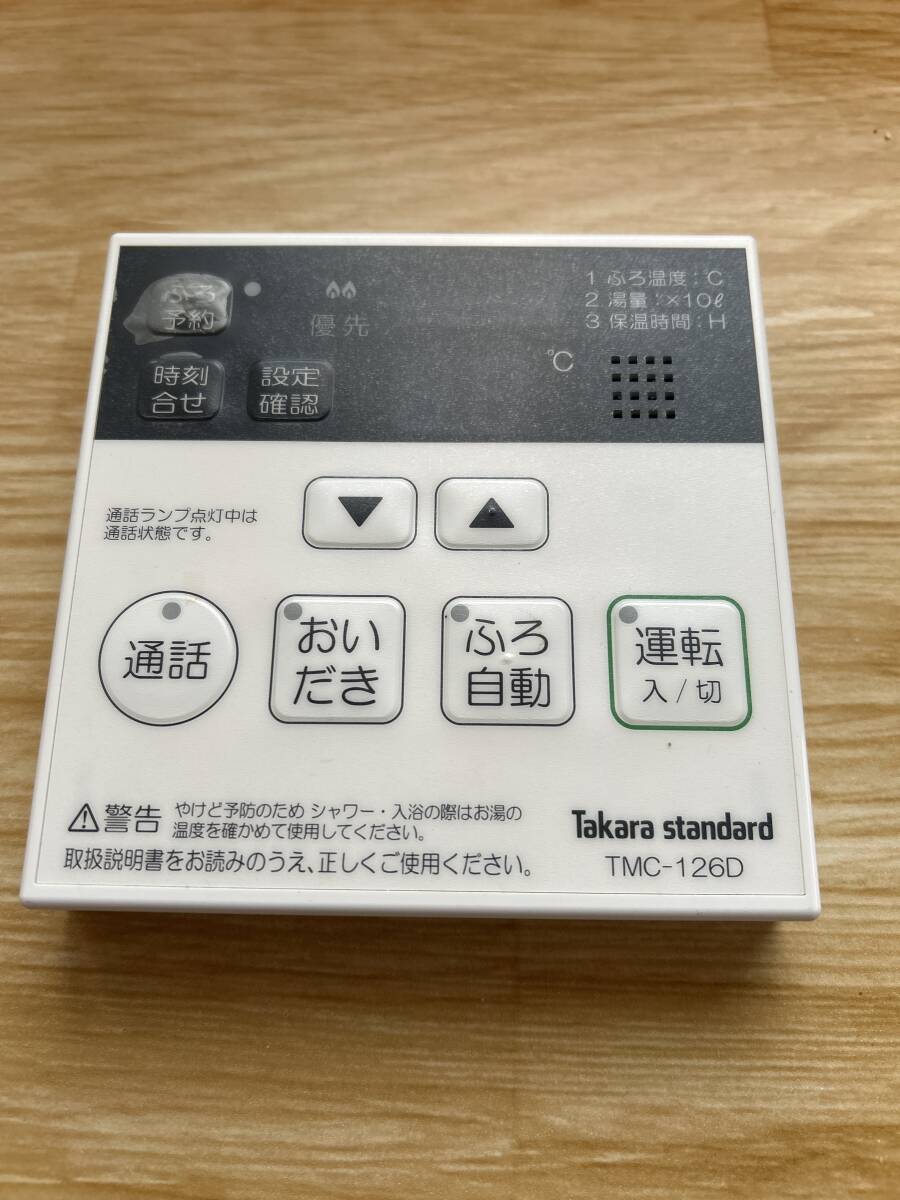 ふろ
予約
優先
1 ふろ温度：C
2 湯量：×10ℓ
3 保温時間：H
時刻
合せ
設定
確認
℃
通話ランプ点灯中は
通話状態です。
▼
▲
通話
おい
だき
ふろ
自動
運転
入／切
⚠警告
やけど予防のため シャワー・入浴の際はお湯の
温度を確かめて使用してください。
取扱説明書をお読みのうえ、正しくご使用ください。
Takara standard
TMC-126D